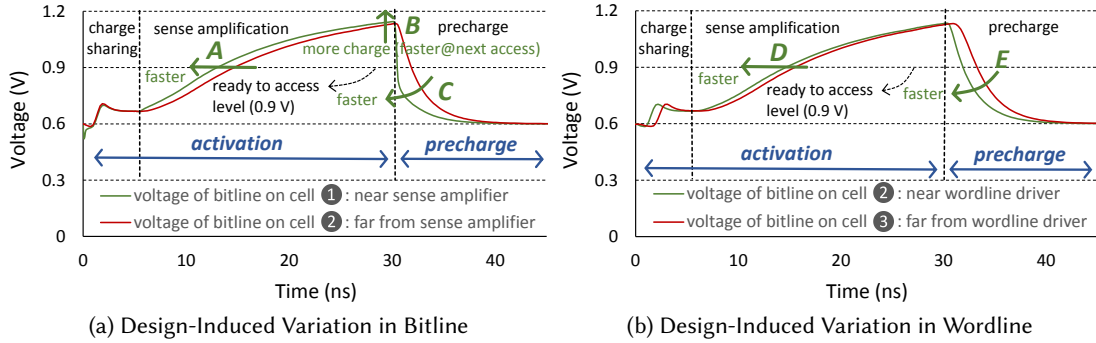 charge sharing
sense amplification
precharge
1.2
0.9
0.6
0.3
0
Voltage (V)
A
B
C
more charge (faster@next access)
faster
ready to access
level (0.9 V)
faster
activation
precharge
voltage of bitline on cell 1 : near sense amplifier
voltage of bitline on cell 2 : far from sense amplifier
0 10 20 30 40
Time (ns)
(a) Design-Induced Variation in Bitline
charge sharing
sense amplification
precharge
1.2
0.9
0.6
0.3
0
Voltage (V)
D
E
faster
ready to access
level (0.9 V)
faster
activation
precharge
voltage of bitline on cell 2 : near wordline driver
voltage of bitline on cell 3 : far from wordline driver
0 10 20 30 40
Time (ns)
(b) Design-Induced Variation in Wordline